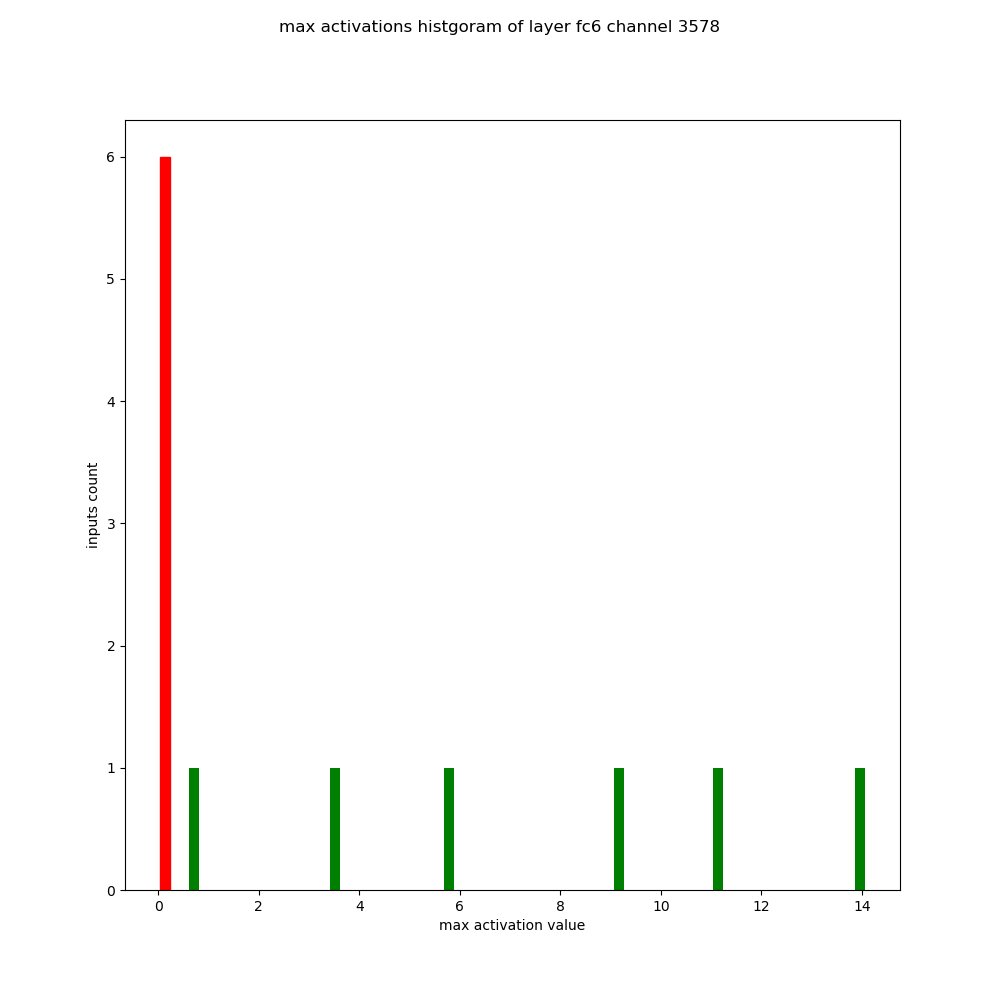 max activations histgoram of layer fc6 channel 3578
6
5
4
3
2
1
0
inputs count
0 2 4 6 8 10 12 14
max activation value